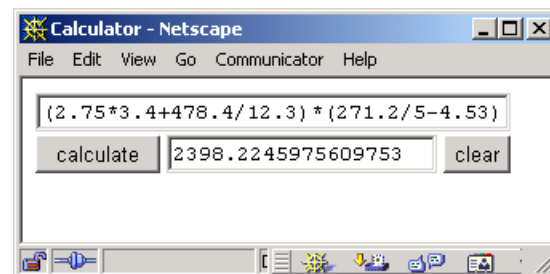 Calculator - Netscape
File Edit View Go Communicator Help
(2.75*3.4+478.4/12.3)*(271.2/5-4.53)
calculate 2398.2245975609753 clear